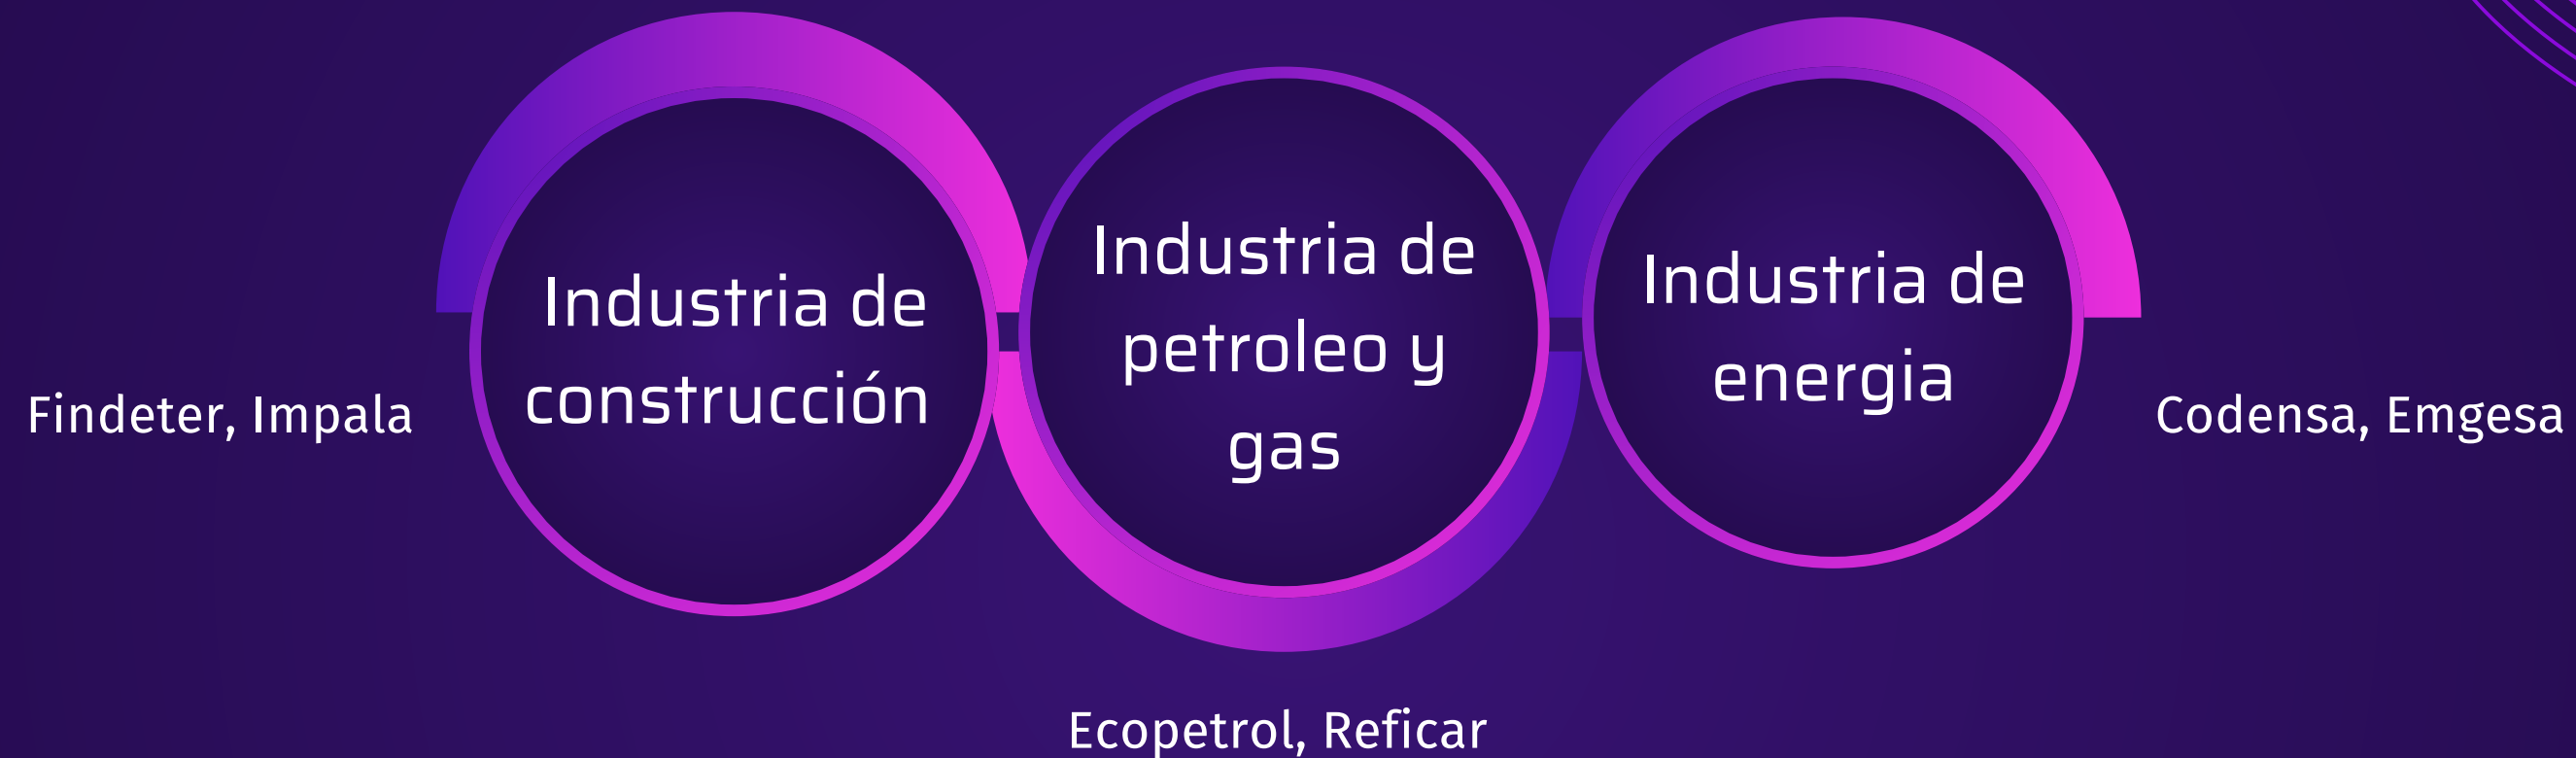 Findeter, Impala
Industria de
construcción
Industria de
petroleo y
gas
Ecopetrol, Reficar
Industria de
energia
Codensa, Emgesa